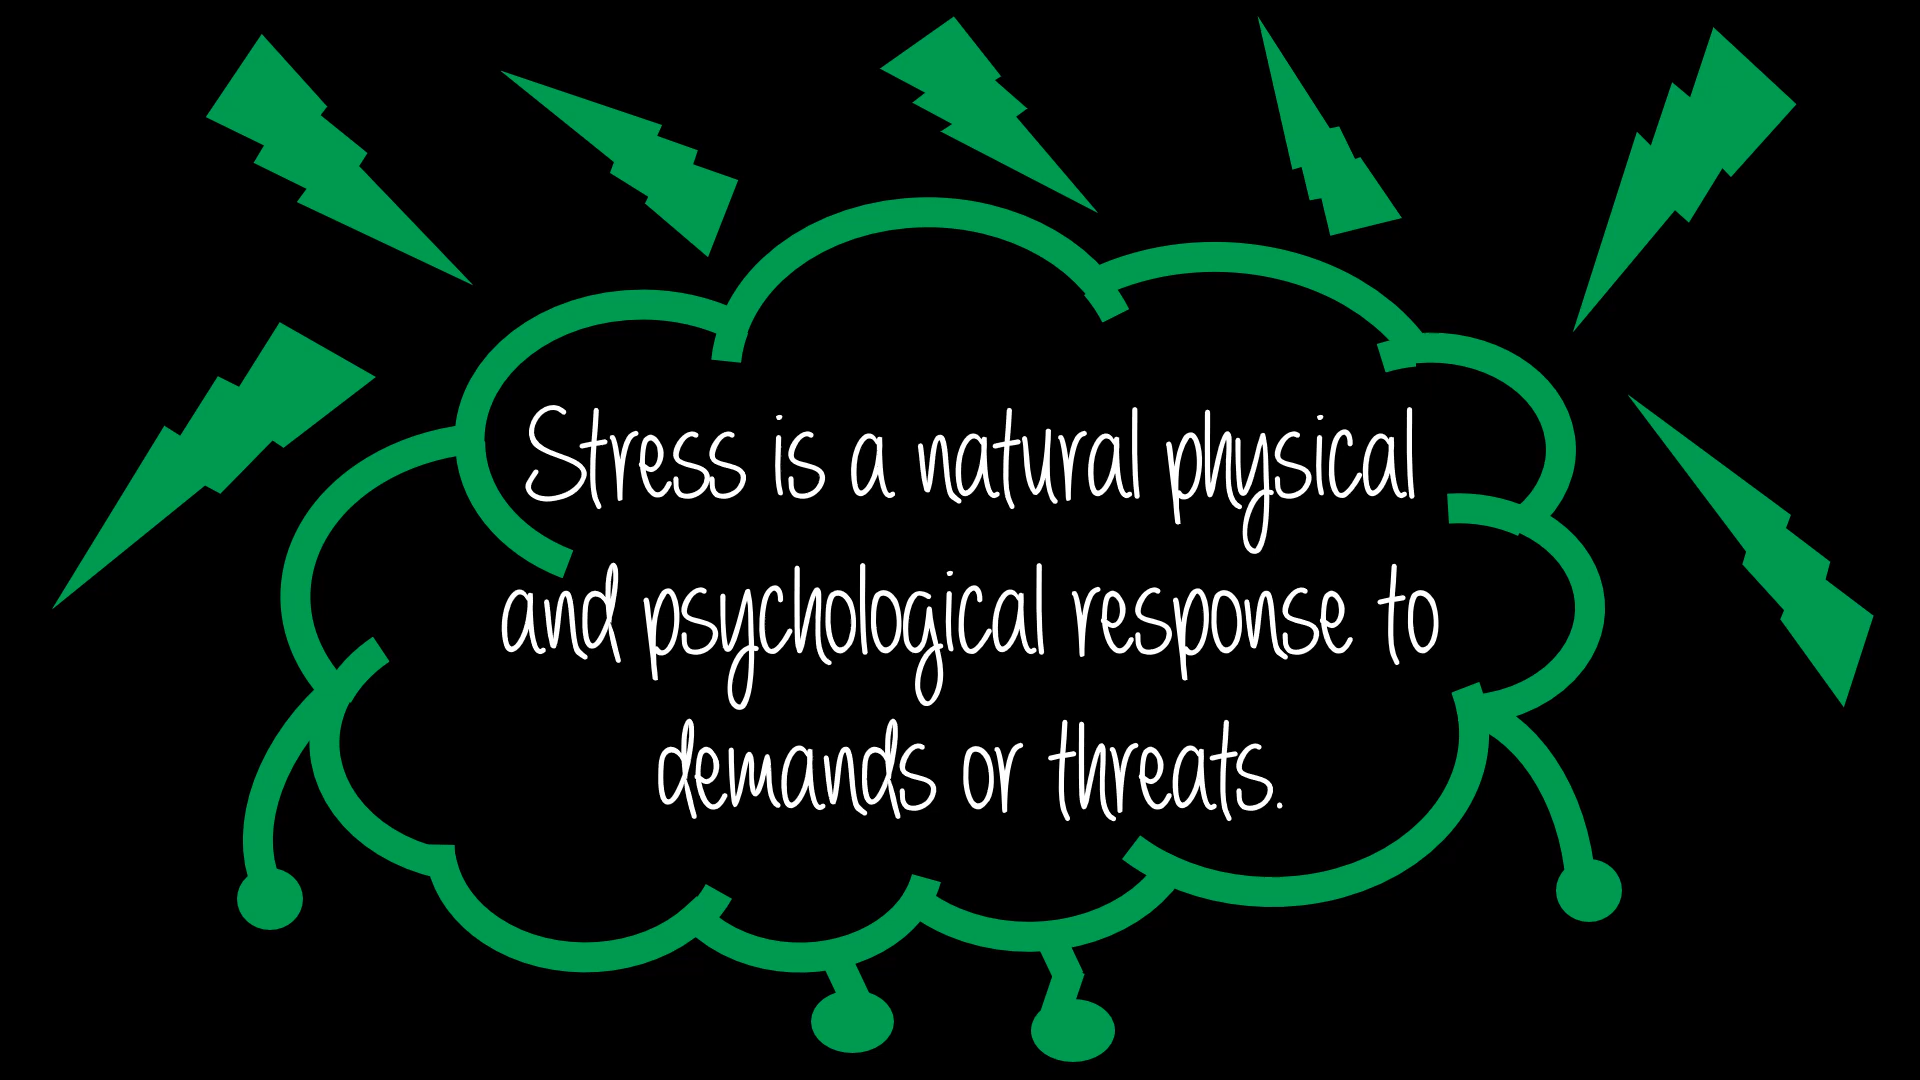 Stress is a natural physical
and psychological response to
demands or threats.